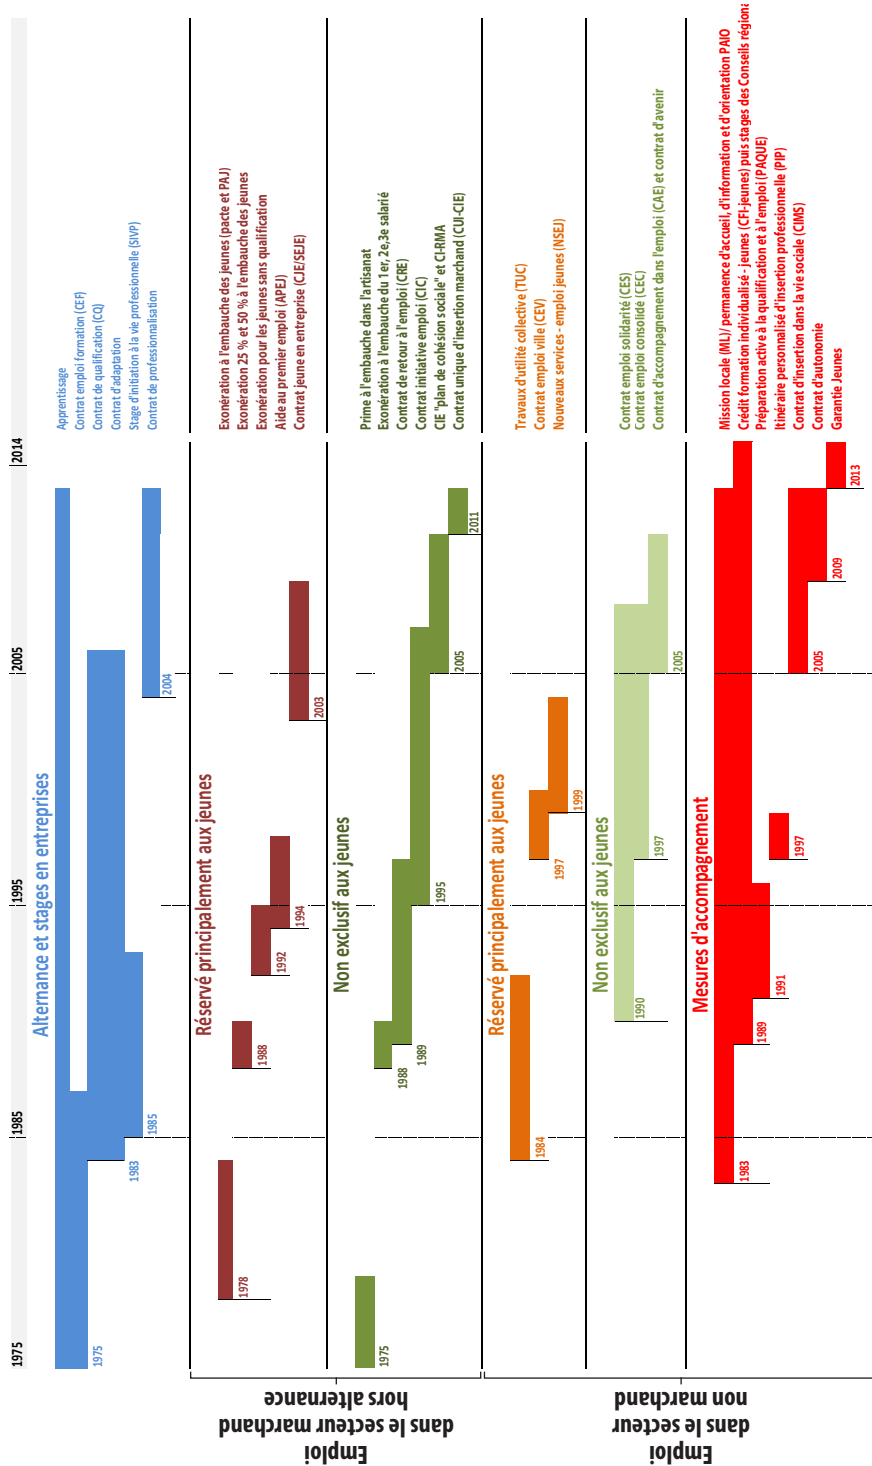 1975
1985
1995
2005
2014
Alternance et stages en entreprises
Apprentissage
Contrat emploi formation (CEF)
Contrat de qualification (CQ)
Contrat d'adaptation
Stage d'initiation à la vie professionnelle (SIVP)
Contrat de professionnalisation
1975
1983
1985
2004
Emploi
dans le secteur marchand
hors alternance
Réservé principalement aux jeunes
Exonération à l'embauche des jeunes (pacte et PAJ)
Exonération 25 % et 50 % à l'embauche des jeunes
Exonération pour les jeunes sans qualification
Aide au premier emploi (APEJ)
Contrat jeune en entreprise (CJE/SEJE)
1978
1988
1992
1994
2003
Non exclusif aux jeunes
Prime à l'embauche dans l'artisanat
Exonération à l'embauche du 1er, 2e,3e salarié
Contrat de retour à l'emploi (CRE)
Contrat initiative emploi (CIC)
CIE "plan de cohésion sociale" et CI-RMA
Contrat unique d'insertion marchand (CUI-CIE)
1975
1988
1989
1995
2005
2011
Emploi
dans le secteur
non marchand
Réservé principalement aux jeunes
Travaux d'utilité collective (TUC)
Contrat emploi ville (CEV)
Nouveaux services - emploi jeunes (NSEJ)
1984
1997
1999
Non exclusif aux jeunes
Contrat emploi solidarité (CES)
Contrat emploi consolidé (CEC)
Contrat d'accompagnement dans l'emploi (CAE) et contrat d'avenir
1990
1997
2005
Mesures d'accompagnement
Mission locale (ML)/ permanence d'accueil, d'information et d'orientation PAIO
Crédit formation individualisé - jeunes (CFI-jeunes) puis stages des Conseils régiona
Préparation active à la qualification et à l'emploi (PAQUE)
Itinéraire personnalisé d'insertion professionnelle (PIP)
Contrat d'insertion dans la vie sociale (CIMS)
Contrat d'autonomie
Garantie Jeunes
1983
1989
1991
1997
2005
2009
2013